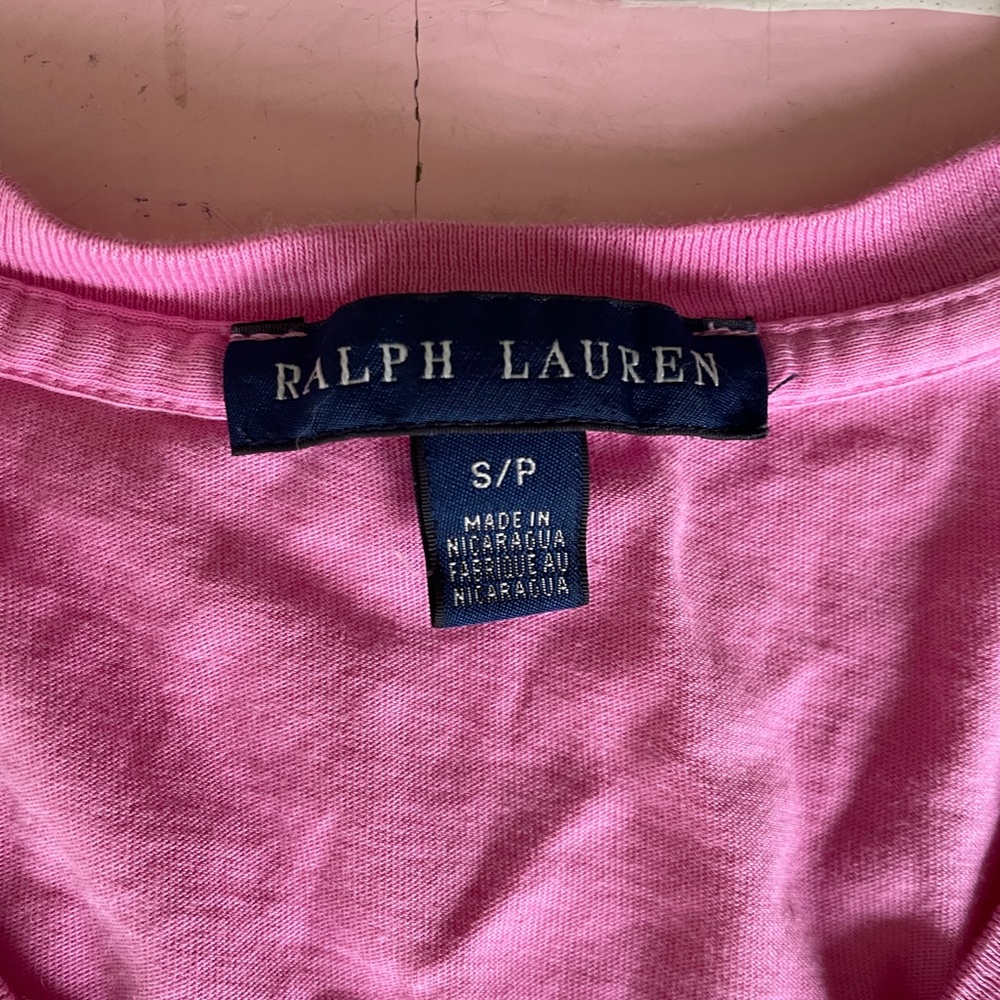 RALPH LAUREN
S/P
MADE IN
NICARAGUA
FABRIQUE AU
NICARAGUA